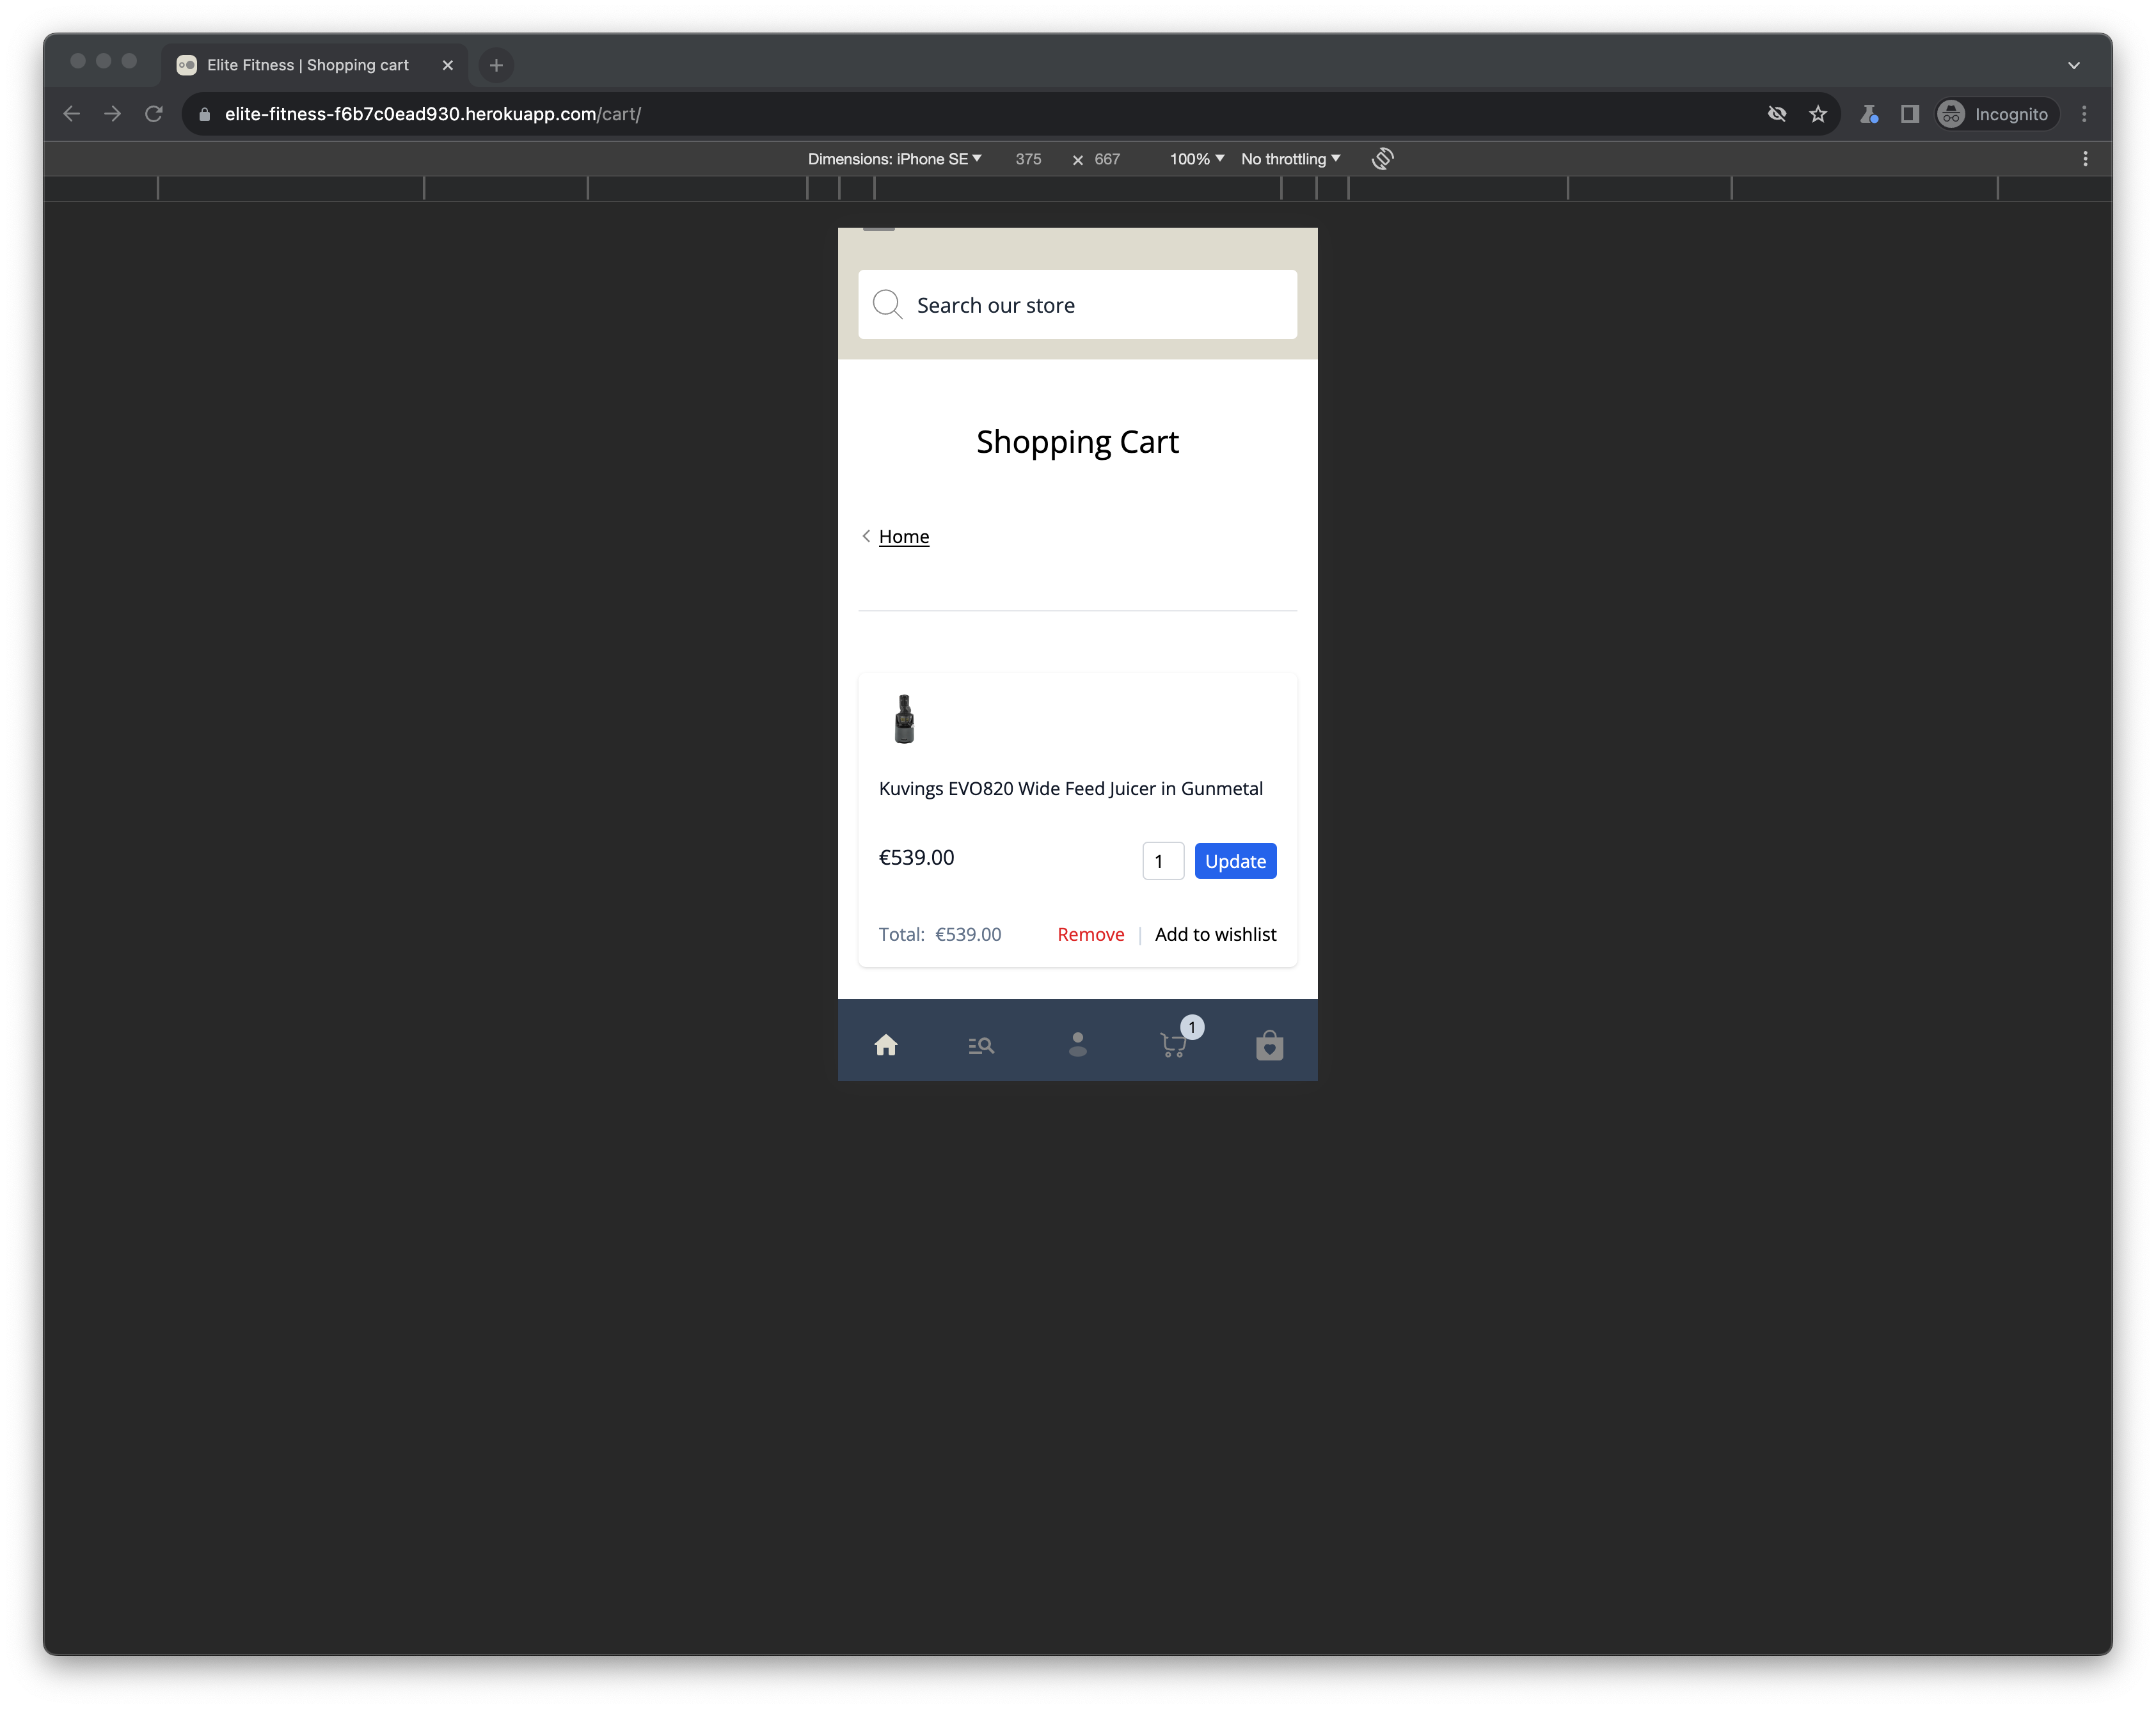 Elite Fitness | Shopping cart
elite-fitness-f6b7c0ead930.herokuapp.com/cart/
Incognito
Dimensions: iPhone SE 375 × 667 100% No throttling
Search our store
Shopping Cart
Home
Kuvings EVO820 Wide Feed Juicer in Gunmetal
€539.00 1 Update
Total: €539.00 Remove | Add to wishlist
1